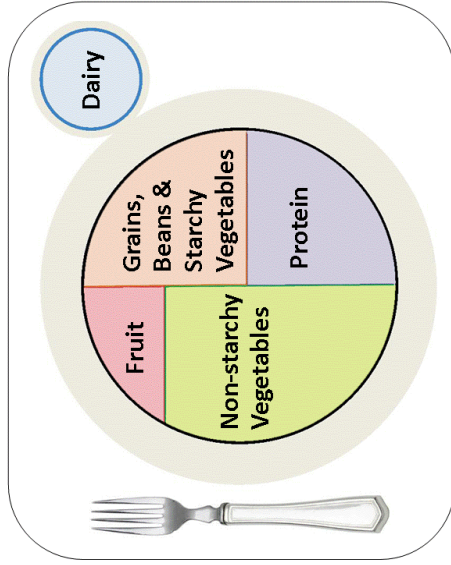 Dairy
Grains,
Beans &
Starchy
Vegetables
Protein
Fruit
Non-starchy
Vegetables